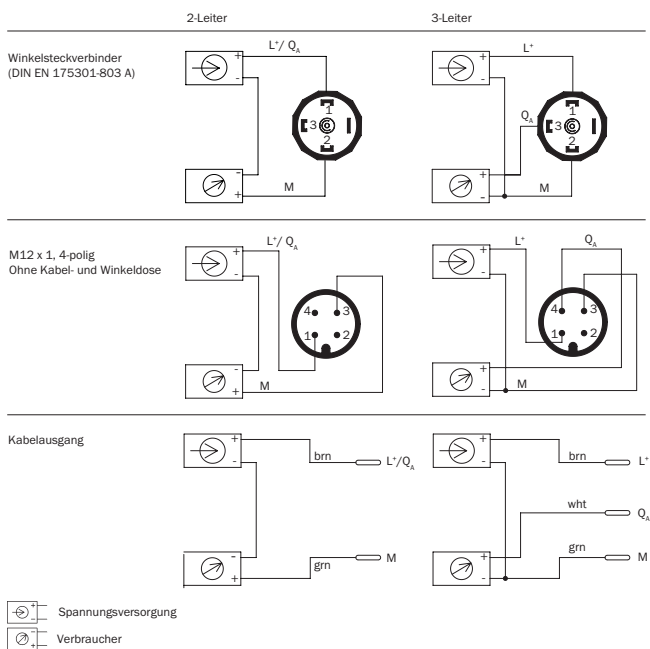 2-Leiter 3-Leiter
Winkelsteckverbinder
(DIN EN 175301-803 A)
L⁺/ Q_A
+
-
1
3
2
-
+
M
L⁺
+
-
Q_A
1
3
2
+
-
M
M12 x 1, 4-polig
Ohne Kabel- und Winkeldose
L⁺/ Q_A
+
-
4 3
1 2
-
+
M
L⁺ Q_A
+
-
4 3
1 2
+
-
M
Kabelausgang
+
-
brn L⁺/Q_A
-
+
grn M
+
-
brn L⁺
wht Q_A
+
-
grn M
+
-
Spannungsversorgung
-
+
Verbraucher